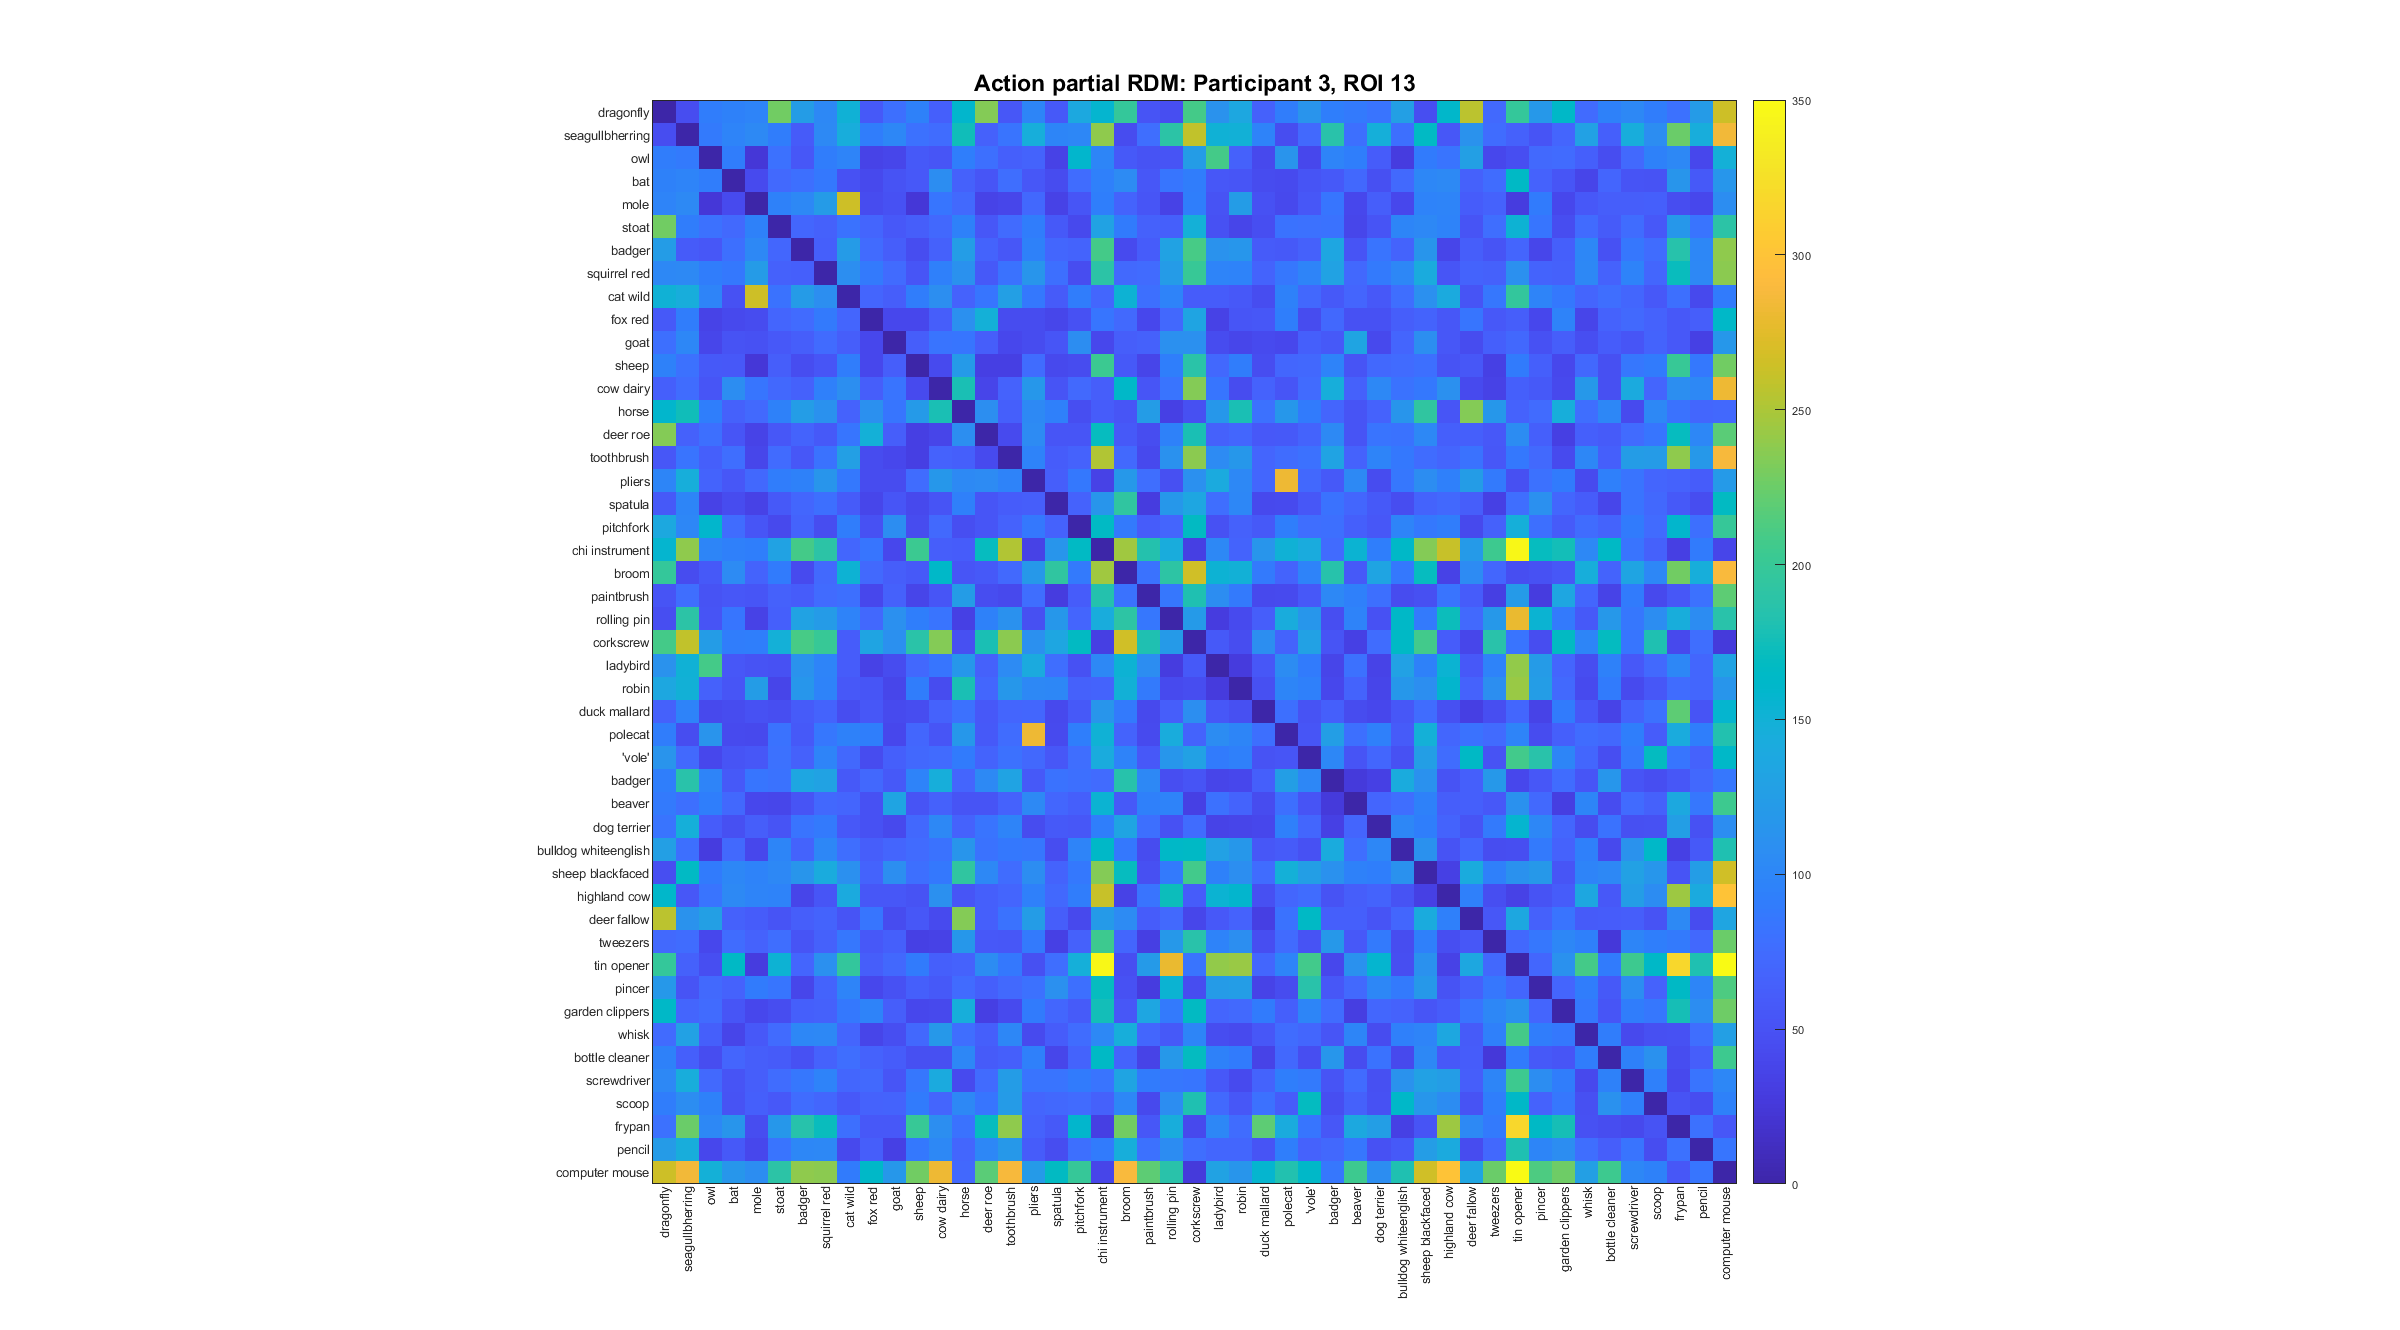 Action partial RDM: Participant 3, ROI 13
dragonfly
seagullbherring
owl
bat
mole
stoat
badger
squirrel red
cat wild
fox red
goat
sheep
cow dairy
horse
deer roe
toothbrush
pliers
spatula
pitchfork
chi instrument
broom
paintbrush
rolling pin
corkscrew
ladybird
robin
duck mallard
polecat
'vole'
badger
beaver
dog terrier
bulldog whiteenglish
sheep blackfaced
highland cow
deer fallow
tweezers
tin opener
pincer
garden clippers
whisk
bottle cleaner
screwdriver
scoop
frypan
pencil
computer mouse
dragonfly
seagullbherring
owl
bat
mole
stoat
badger
squirrel red
cat wild
fox red
goat
sheep
cow dairy
horse
deer roe
toothbrush
pliers
spatula
pitchfork
chi instrument
broom
paintbrush
rolling pin
corkscrew
ladybird
robin
duck mallard
polecat
'vole'
badger
beaver
dog terrier
bulldog whiteenglish
sheep blackfaced
highland cow
deer fallow
tweezers
tin opener
pincer
garden clippers
whisk
bottle cleaner
screwdriver
scoop
frypan
pencil
computer mouse
350
300
250
200
150
100
50
0